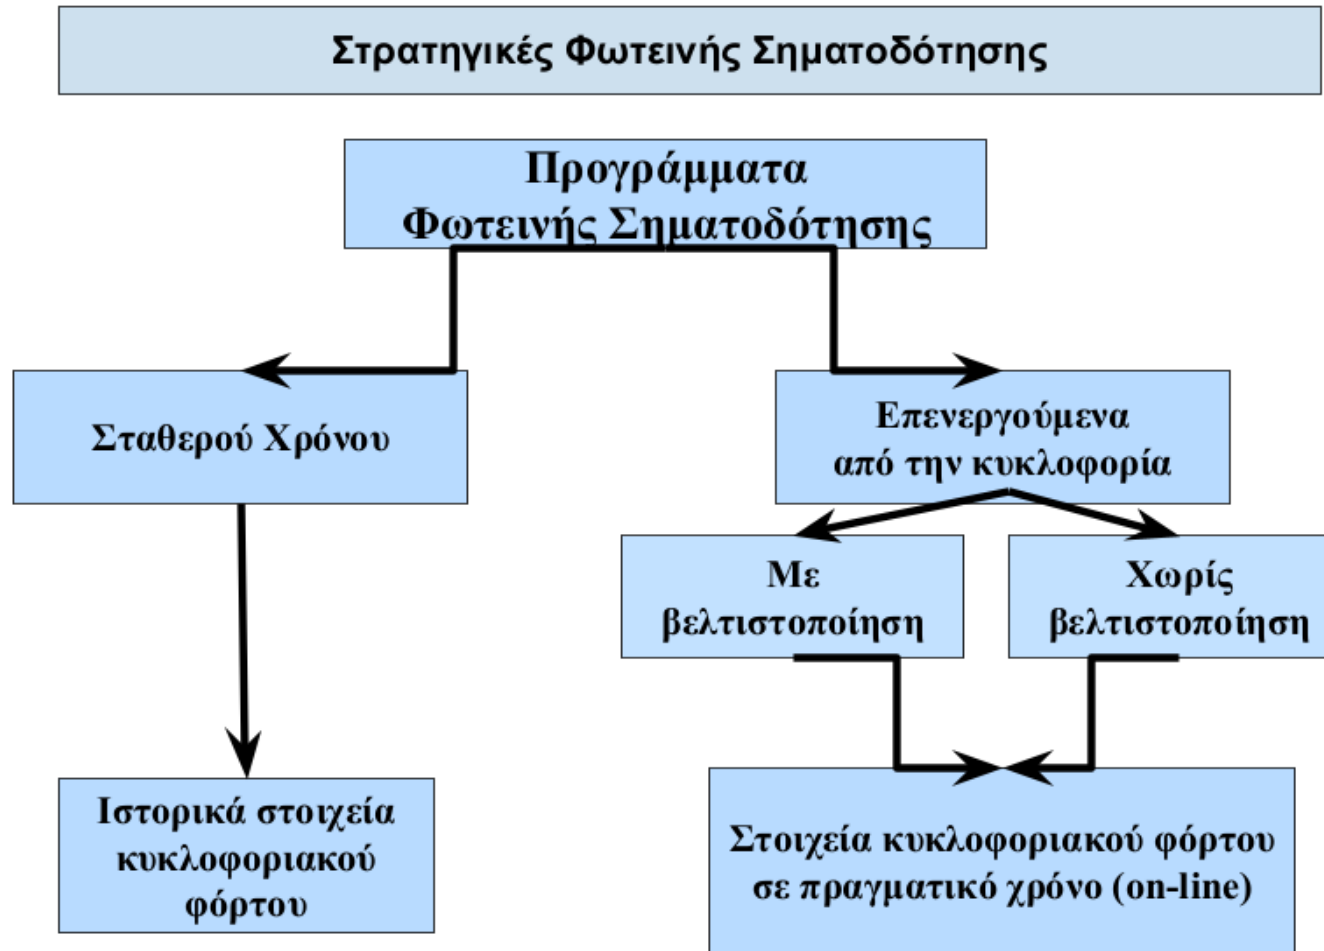 Στρατηγικές Φωτεινής Σηματοδότησης
Προγράμματα
Φωτεινής Σηματοδότησης
Σταθερού Χρόνου
Επενεργούμενα
από την κυκλοφορία
Με
βελτιστοποίηση
Χωρίς
βελτιστοποίηση
Ιστορικά στοιχεία
κυκλοφοριακού
φόρτου
Στοιχεία κυκλοφοριακού φόρτου
σε πραγματικό χρόνο (on-line)